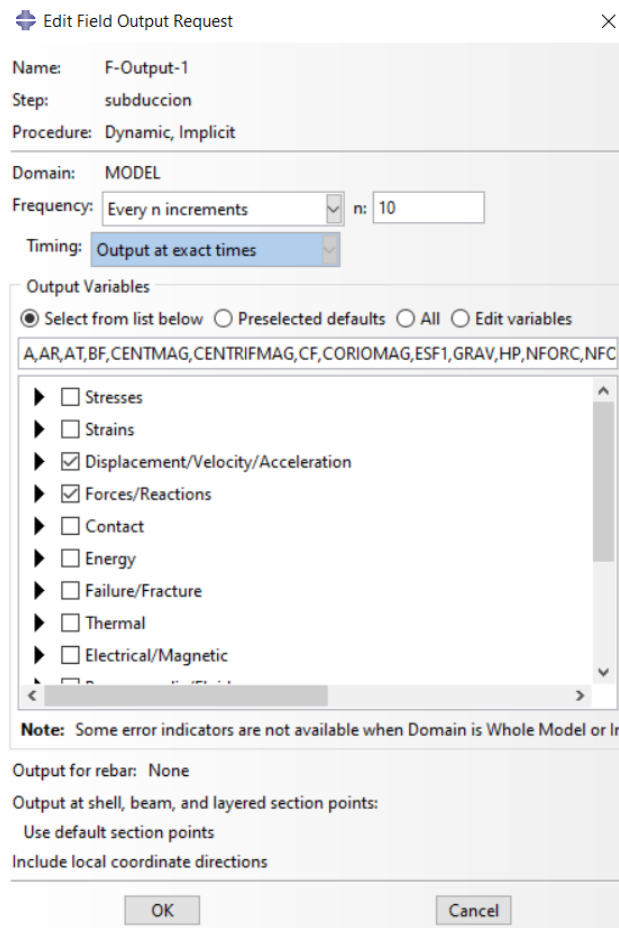 Edit Field Output Request
Name: F-Output-1
Step: subduccion
Procedure: Dynamic, Implicit
Domain: MODEL
Frequency: Every n increments n: 10
Timing: Output at exact times
Output Variables
Select from list below Preselected defaults All Edit variables
A,AR,AT,BF,CENTMAG,CENTRIFMAG,CF,CORIOMAG,ESF1,GRAV,HP,NFORC,NFC
Stresses
Strains
Displacement/Velocity/Acceleration
Forces/Reactions
Contact
Energy
Failure/Fracture
Thermal
Electrical/Magnetic
Note: Some error indicators are not available when Domain is Whole Model or
Output for rebar: None
Output at shell, beam, and layered section points:
Use default section points
Include local coordinate directions
OK Cancel